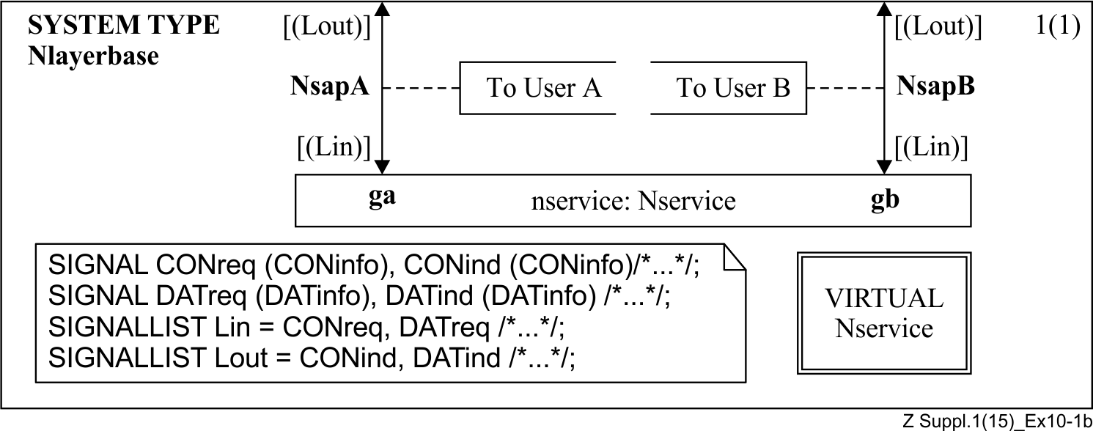 SYSTEM TYPE
Nlayerbase
[(Lout)]
[(Lout)]
1(1)
NsapA
To User A
To User B
NsapB
[(Lin)]
[(Lin)]
ga
nservice: Nservice
gb
SIGNAL CONreq (CONinfo), CONind (CONinfo)/*...*/;
SIGNAL DATreq (DATinfo), DATind (DATinfo) /*...*/;
SIGNALLIST Lin = CONreq, DATreq /*...*/;
SIGNALLIST Lout = CONind, DATind /*...*/;
VIRTUAL
Nservice
Z Suppl.1(15)_Ex10-1b